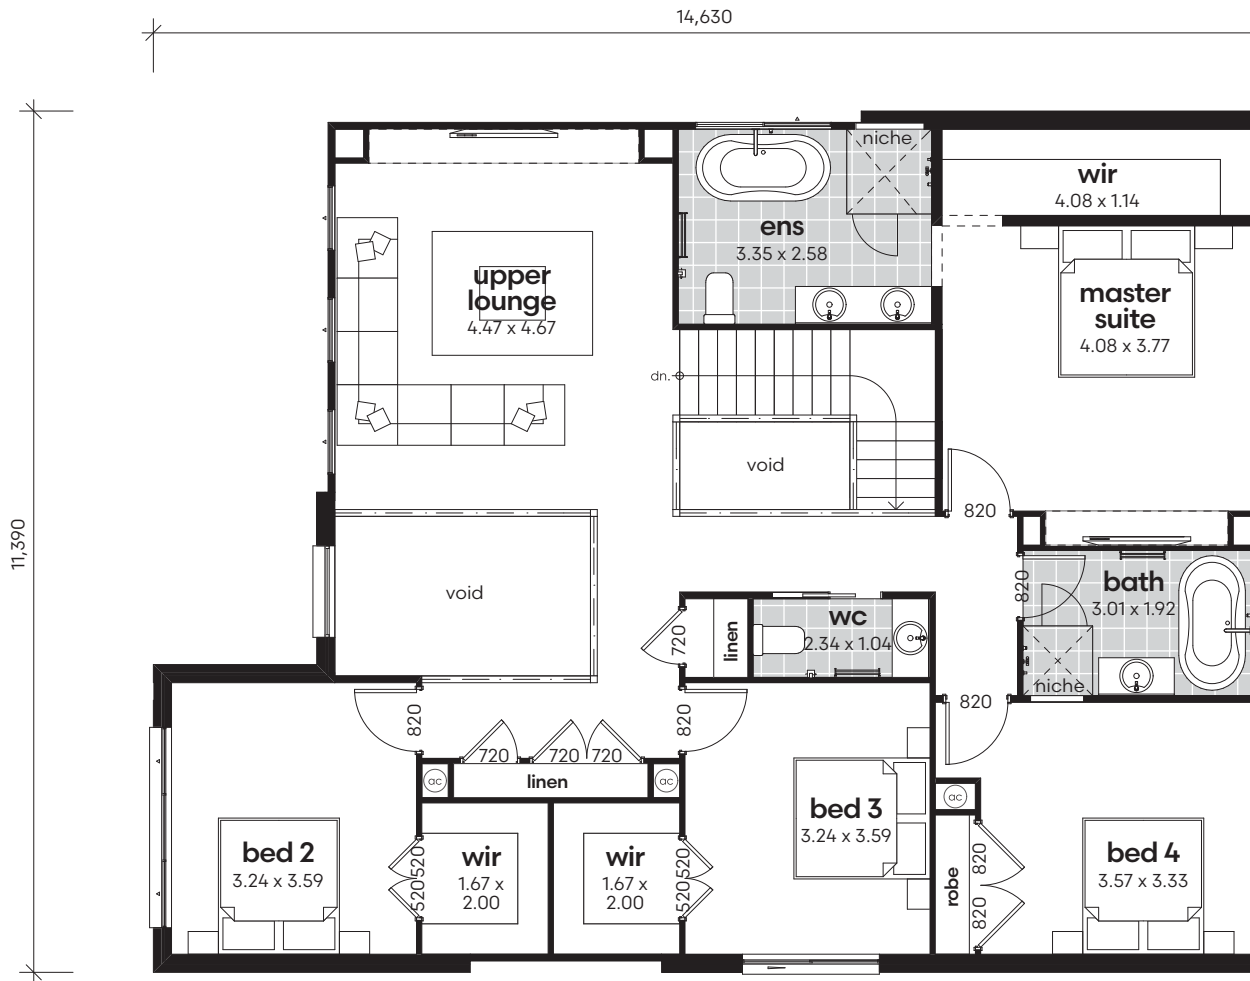 14,630
11,390
niche
wir
4.08 x 1.14
ens
3.35 x 2.58
upper
lounge
4.47 x 4.67
master
suite
4.08 x 3.77
dn.
void
820
void
820
bath
3.01 x 1.92
niche
wc
2.34 x 1.04
linen
720
820
820
820
720
720
720
linen
ac
ac
ac
bed 2
3.24 x 3.59
520
520
wir
1.67 x
2.00
wir
1.67 x
2.00
520
520
bed 3
3.24 x 3.59
robe
820
820
bed 4
3.57 x 3.33